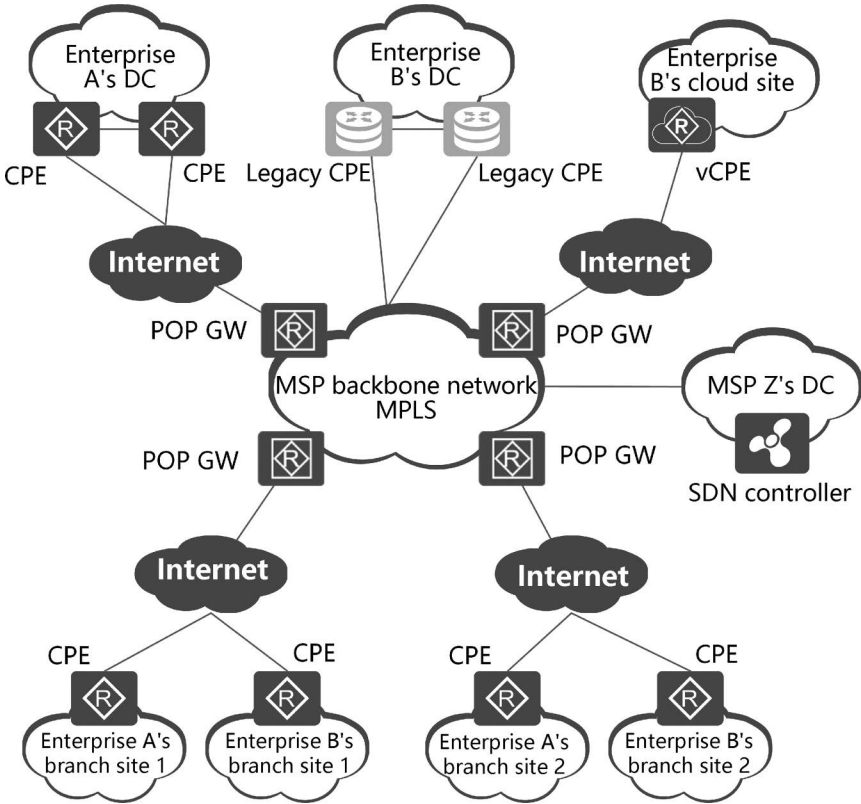 Enterprise
A's DC
Enterprise
B's DC
Enterprise
B's cloud site
R
R
R
CPE
CPE
Legacy CPE
Legacy CPE
vCPE
Internet
Internet
R
R
POP GW
POP GW
MSP backbone network
MPLS
MSP Z's DC
R
R
POP GW
POP GW
SDN controller
Internet
Internet
CPE
CPE
CPE
CPE
R
R
R
R
Enterprise A's
branch site 1
Enterprise B's
branch site 1
Enterprise A's
branch site 2
Enterprise B's
branch site 2